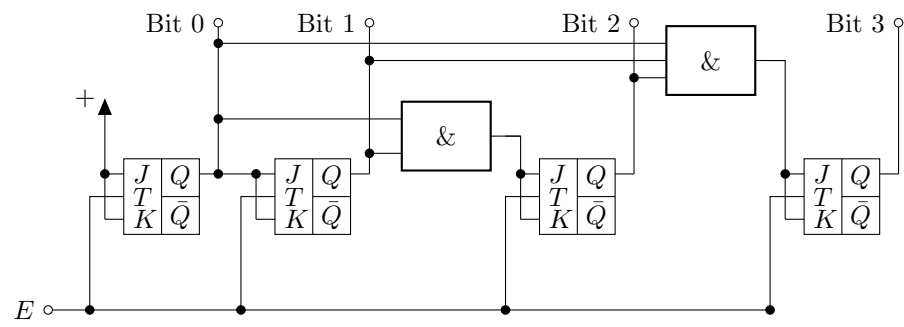 Bit 0 Bit 1 Bit 2 Bit 3
&
&
+
J Q J Q J Q J Q
T T T T
K Q̄ K Q̄ K Q̄ K Q̄
E